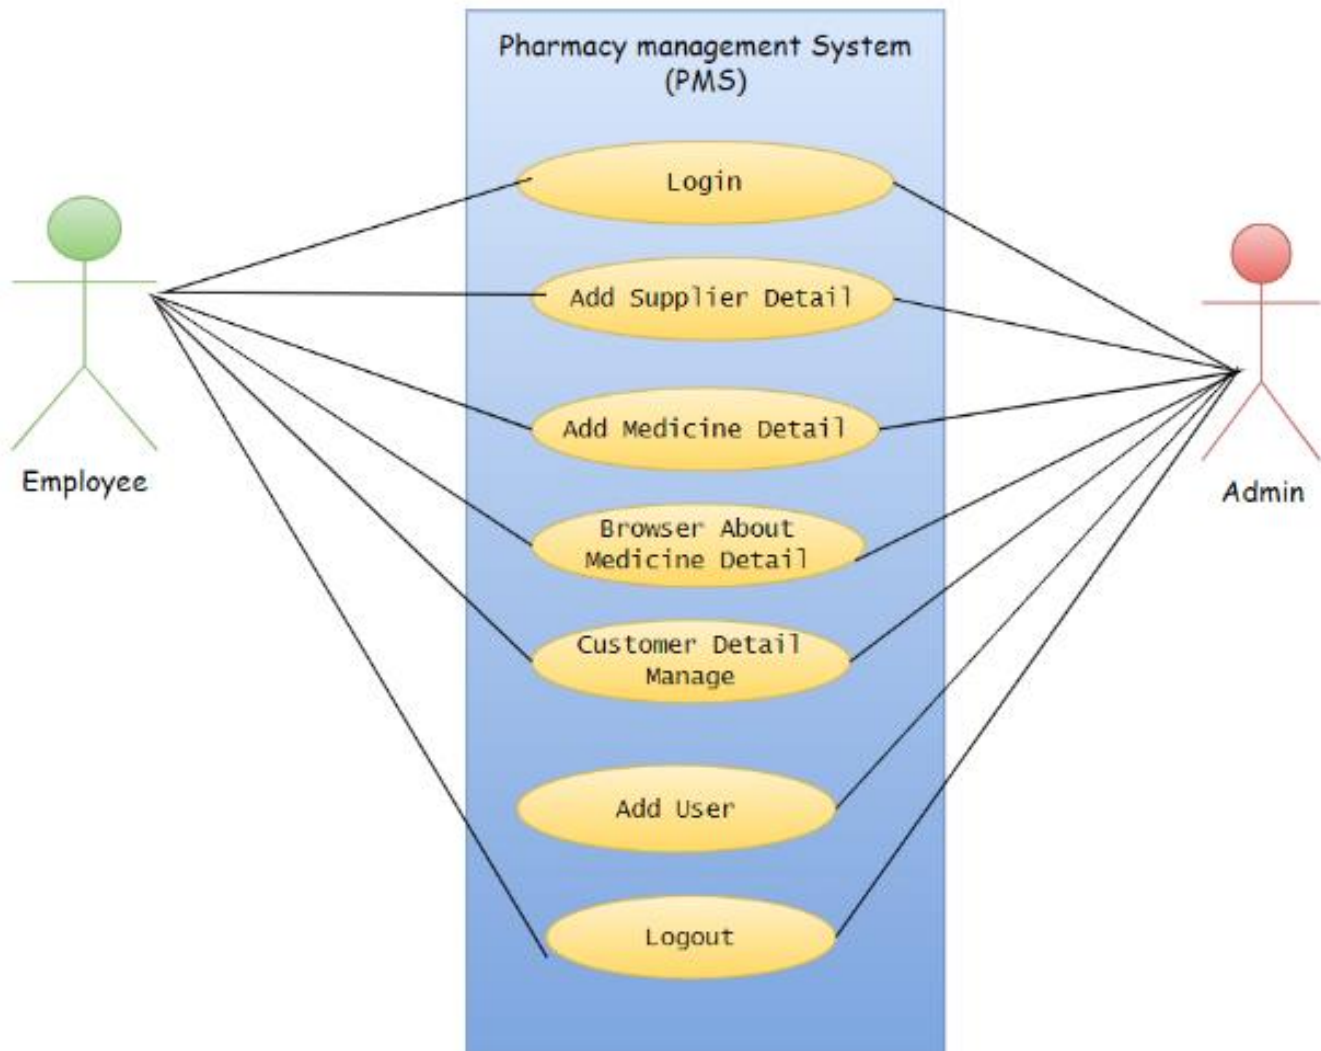 Pharmacy management System
(PMS)
Login
Add Supplier Detail
Add Medicine Detail
Employee
Admin
Browser About
Medicine Detail
Customer Detail
Manage
Add User
Logout